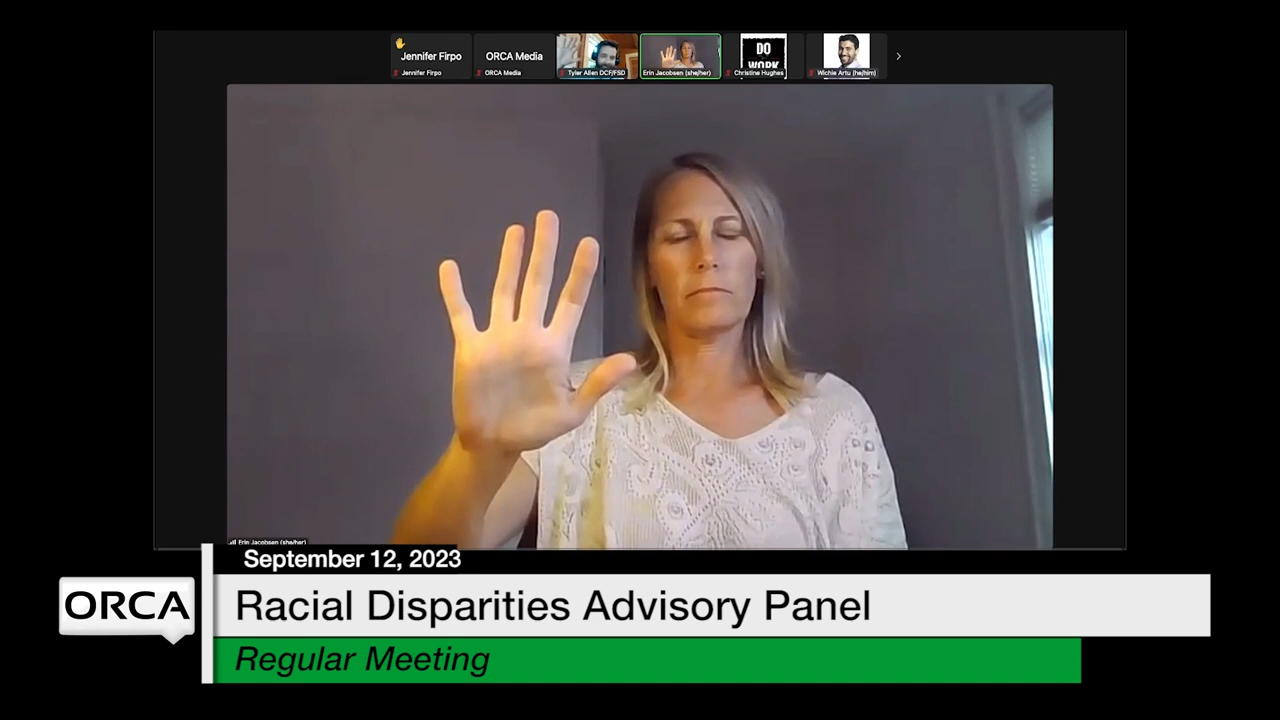 Jennifer Firpo
ORCA Media
Jennifer Firpo
ORCA Media
Tyler Allen DCF/FSD
Erin Jacobsen (she/her)
DO
WORK
Christine Hughes
Wichie Artu (he/him)
Erin Jacobsen (she/her)
September 12, 2023
ORCA
Racial Disparities Advisory Panel
Regular Meeting